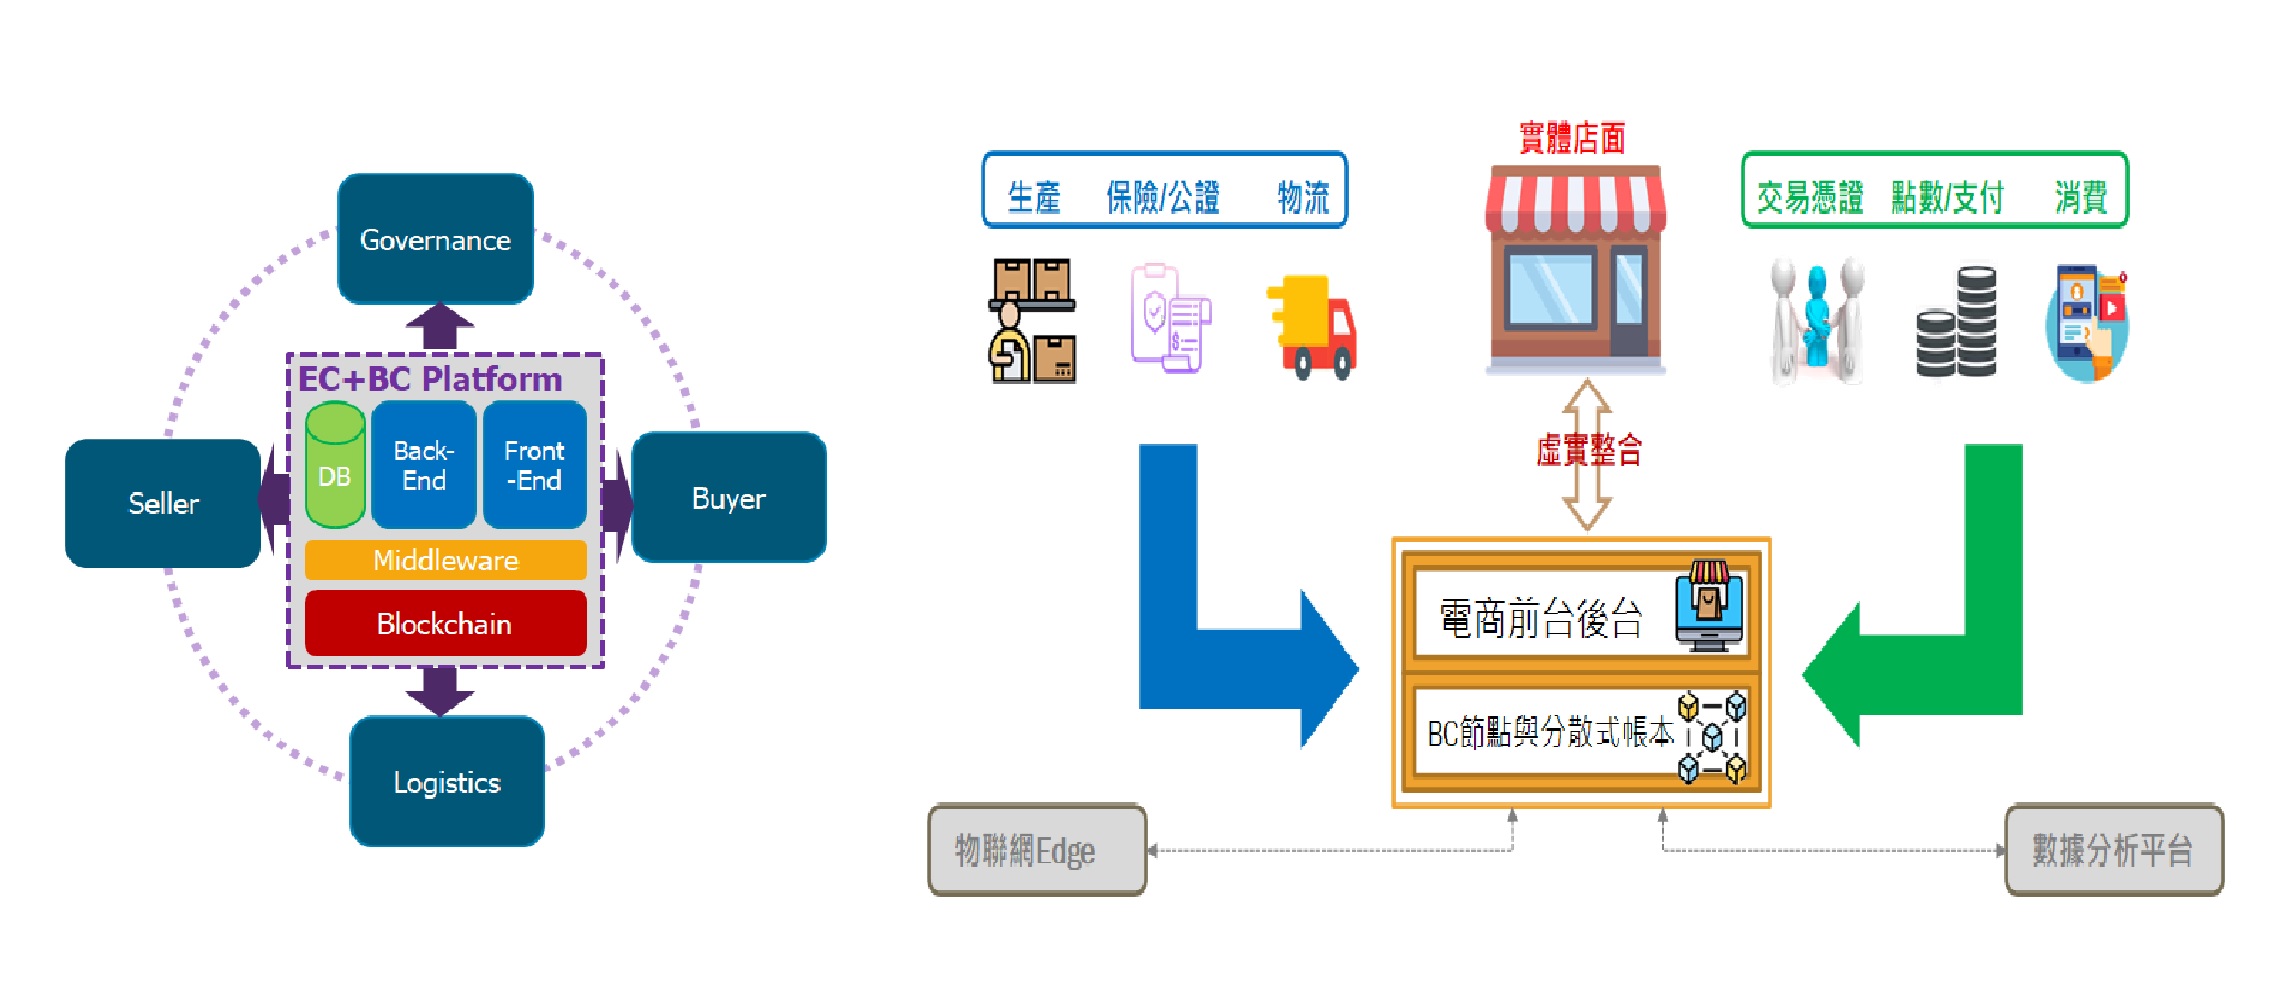 Governance
EC+BC Platform
DB
Back-
End
Front
-End
Middleware
Blockchain
Seller
Buyer
Logistics
實體店面
生產 保險/公證 物流
交易憑證 點數/支付 消費
虛實整合
電商前台後台
BC節點與分散式帳本
物聯網Edge
數據分析平台